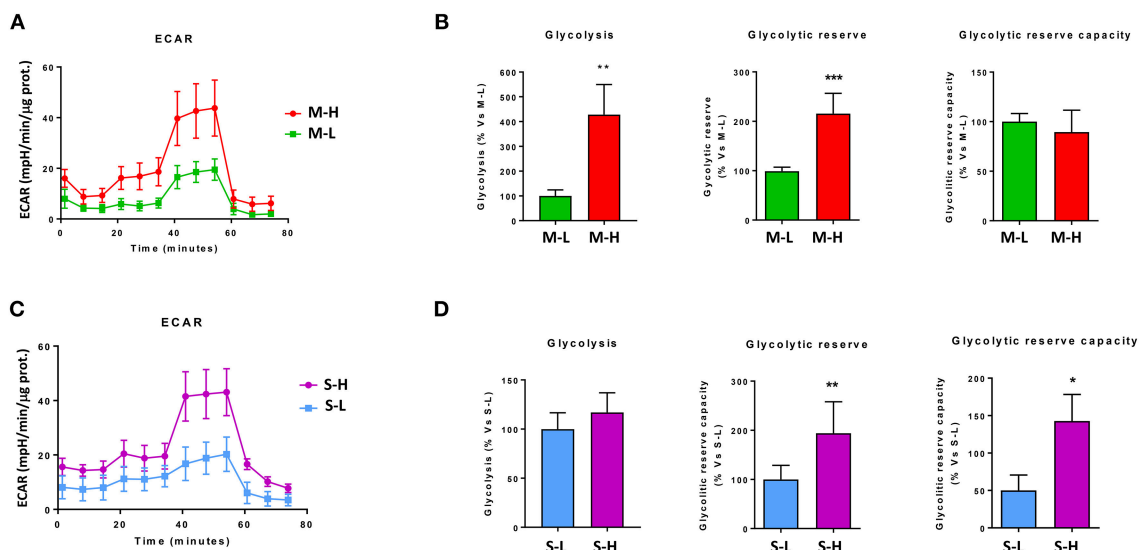 A
ECAR
ECAR (mpH/min/µg prot.)
60
40
20
0
0
20
40
60
80
Time (minutes)
M-H
M-L
B
Glycolysis
Glycolysis (% Vs M-L)
600
500
400
300
200
100
0
**
M-L
M-H
Glycolytic reserve
Gycolytic reserve
(% Vs M-L)
300
200
100
0
***
M-L
M-H
Glycolytic reserve capacity
Glycolitic reserve capacity
(% Vs M-L)
150
100
50
0
M-L
M-H
C
ECAR
ECAR (mpH/min/µg prot.)
60
40
20
0
0
20
40
60
80
Time (minutes)
S-H
S-L
D
Glycolysis
Glycolysis (% Vs S-L)
150
100
50
0
S-L
S-H
Glycolytic reserve
Glycolitic reserve capacity
(% Vs S-L)
300
200
100
0
**
S-L
S-H
Glycolitic reserve capacity
Glycolitic reserve capacity
(% Vs S-L)
200
150
100
50
0
*
S-L
S-H